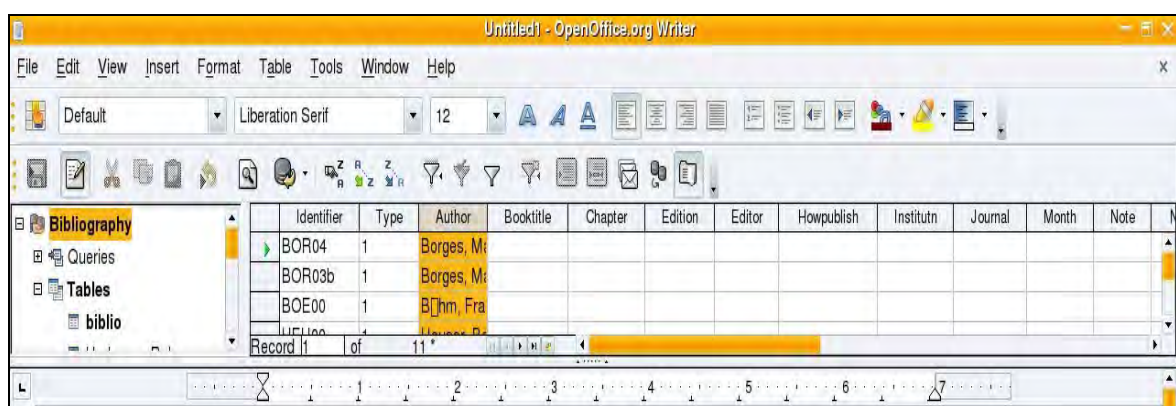 Untitled1 - OpenOffice.org Writer
File Edit View Insert Format Table Tools Window Help
Default Liberation Serif 12
Bibliography
Queries
Tables
biblio
Identifier Type Author Booktitle Chapter Edition Editor Howpublish Institutn Journal Month Note
BOR04 1 Borges, Ma
BOR03b 1 Borges, Ma
BOE00 1 B▯hm, Fra
Record 1 of 11 *
1 2 3 4 5 6 7